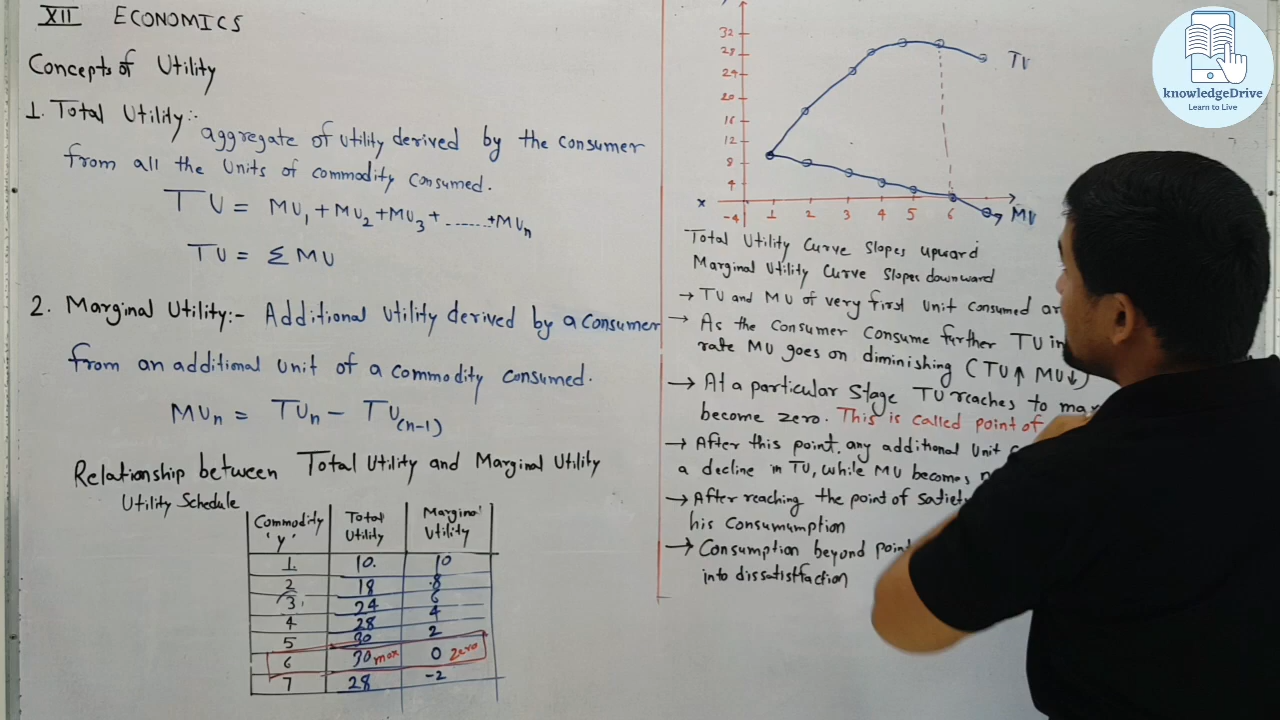 XII ECONOMICS
Concepts of Utility
1. Total Utility:-
aggregate of utility derived by the consumer
from all the units of commodity consumed.
TU = MU1 + MU2 + MU3 + ....... + MUn
TU = Σ MU
2. Marginal Utility:- Additional utility derived by a consumer
from an additional unit of a commodity consumed.
MUn = TUn - TU(n-1)
Relationship between Total Utility and Marginal Utility
Utility Schedule
Commodity 'y' Total Utility Marginal Utility
1. 10. 10
2 18 8
3 24 6
4 28 4
5 30 2
6 30 max 0 zero
7 28 -2
32
28
24
20
16
12
8
4
x
-4 1 2 3 4 5 6
TU
MU
Total Utility Curve Slopes upward
Marginal Utility Curve Slopes downward
→ TU and MU of very first unit consumed
→ As the consumer consume further TU
rate MU goes on diminishing (TU↑ MU↓)
→ At a particular Stage TU reaches to
become zero. This is called point of
→ After this point, any additional unit
a decline in TU, while MU becomes
→ After reaching the point of
his Consumumption
→ Consumption beyond
into dissatistfaction
knowledgeDrive
Learn to Live